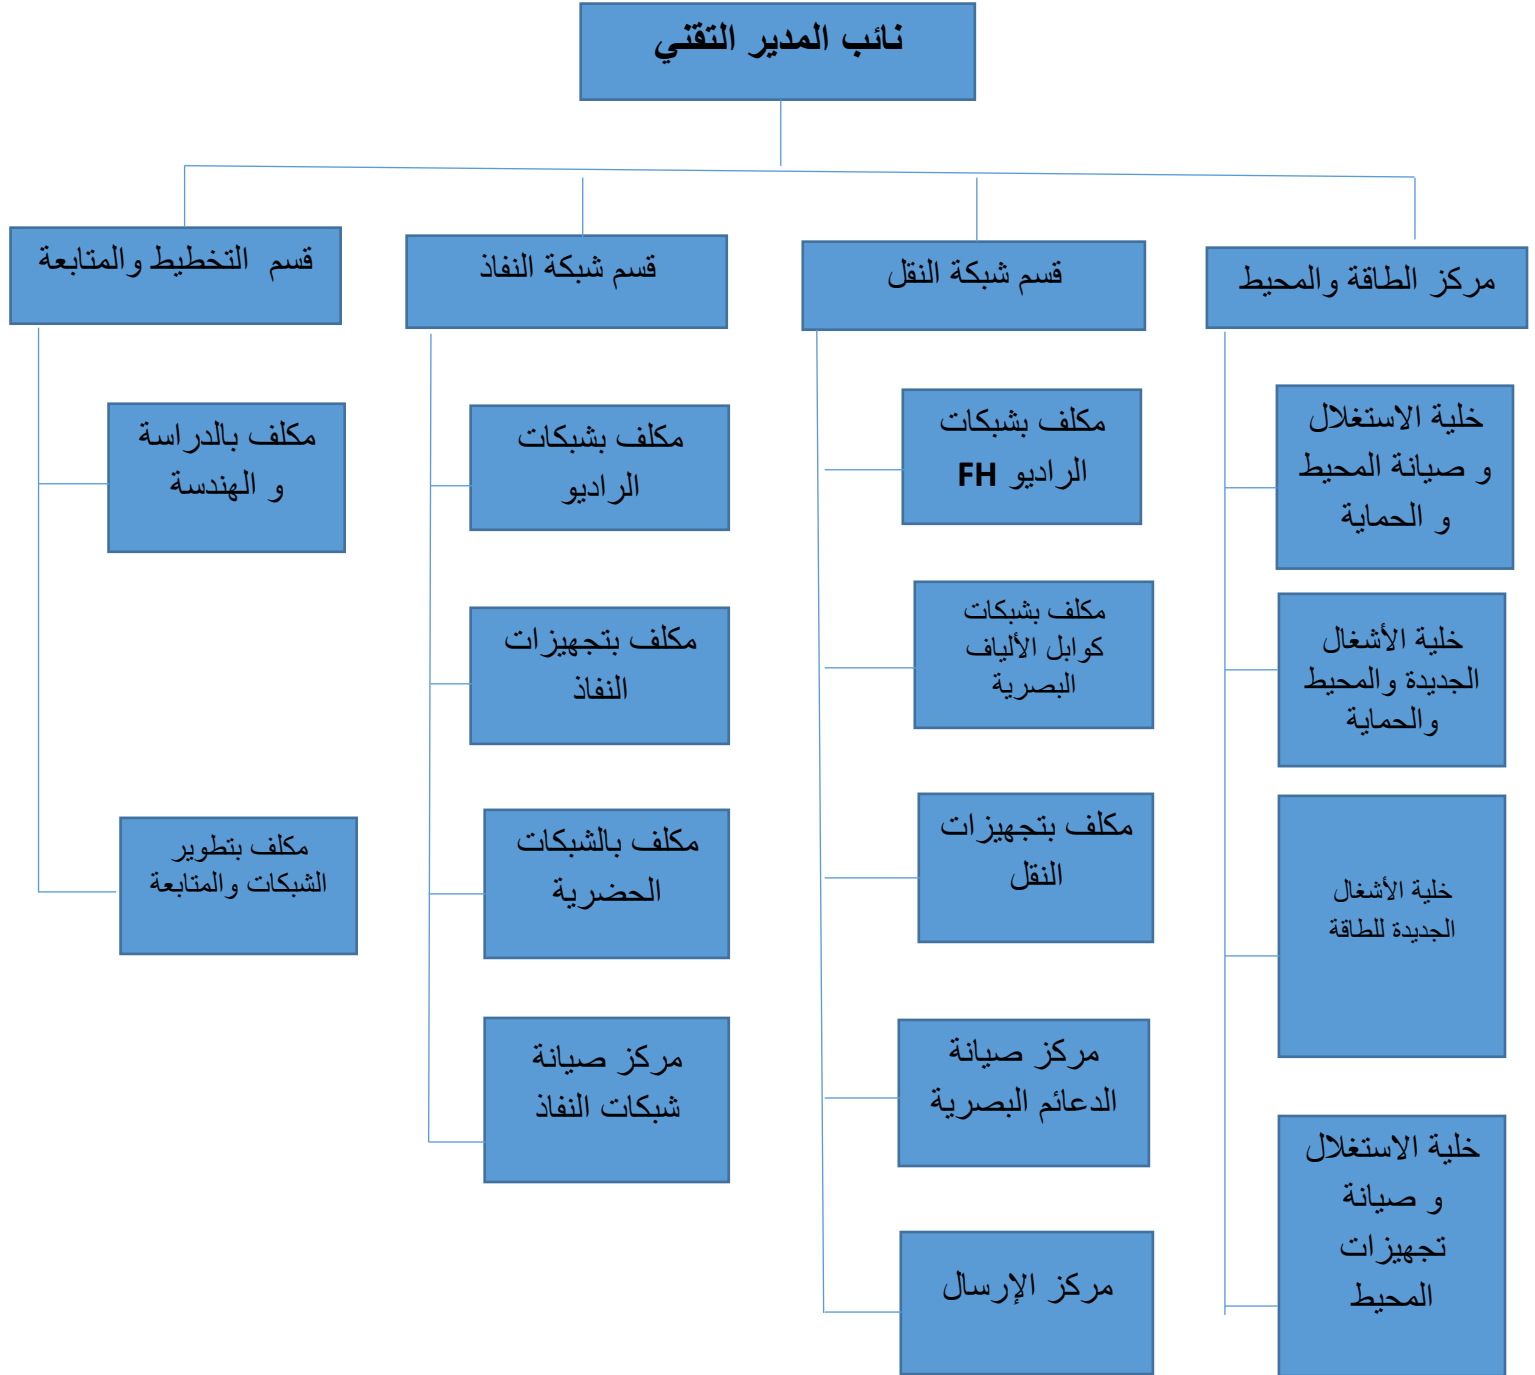 نائب المدير التقني
مركز الطاقة والمحيط
خلية الاستغلال
و صيانة المحيط
و الحماية
خلية الأشغال
الجديدة والمحيط
والحماية
خلية الأشغال
الجديدة للطاقة
خلية الاستغلال
و صيانة
تجهيزات
المحيط
قسم شبكة النقل
مكلف بشبكات
الراديو FH
مكلف بشبكات
كوابل الألياف
البصرية
مكلف بتجهيزات
النقل
مركز صيانة
الدعائم البصرية
مركز الإرسال
قسم شبكة النفاذ
مكلف بشبكات
الراديو
مكلف بتجهيزات
النفاذ
مكلف بالشبكات
الحضرية
مركز صيانة
شبكات النفاذ
قسم التخطيط والمتابعة
مكلف بالدراسة
و الهندسة
مكلف بتطوير
الشبكات والمتابعة